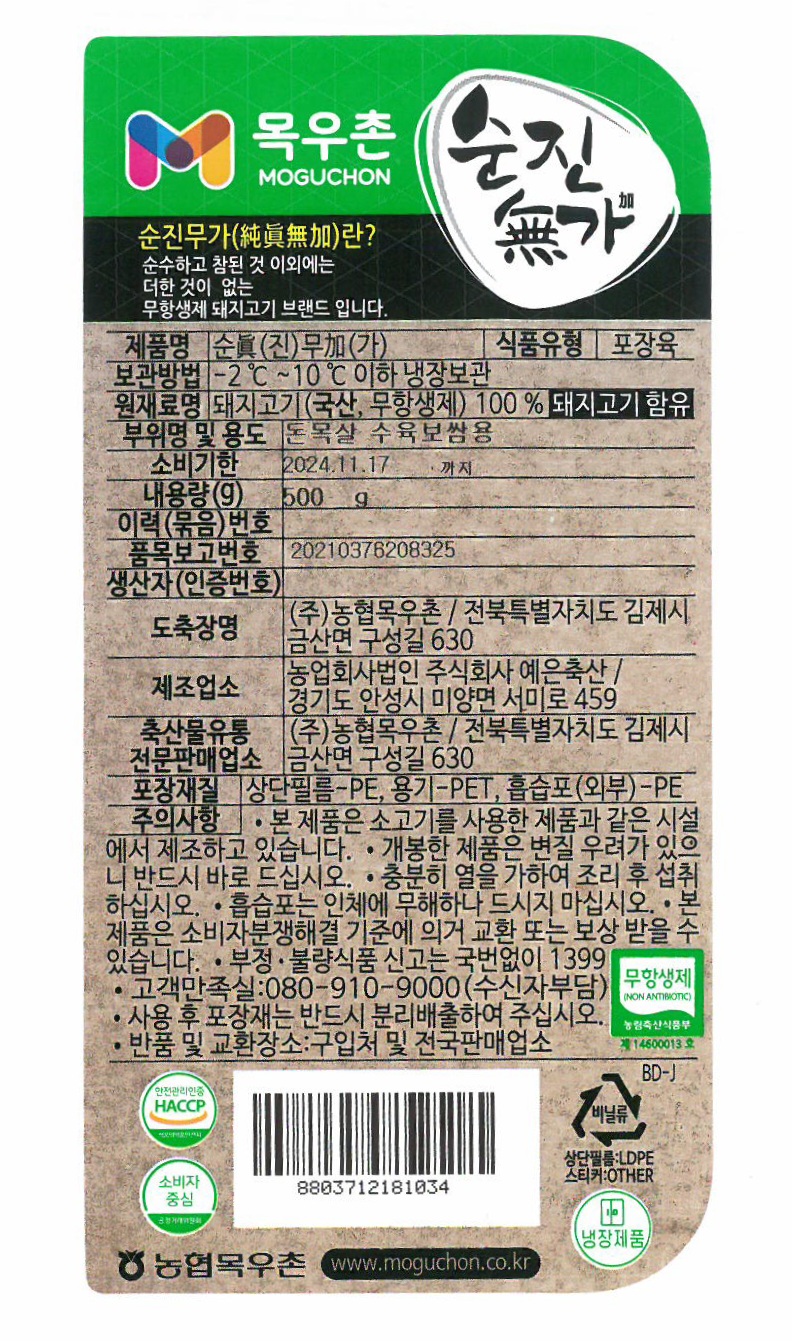 목우촌
MOGUCHON
순진
無가加
순진무가(純眞無加)란?
순수하고 참된 것 이외에는
더한 것이 없는
무항생제 돼지고기 브랜드 입니다.
제품명 순眞(진)무加(가) 식품유형 포장육
보관방법 -2℃ ~10℃ 이하 냉장보관
원재료명 돼지고기(국산, 무항생제) 100 % 돼지고기 함유
부위명 및 용도 돈목살 수육보쌈용
소비기한 2024.11.17 까지
내용량(g) 500 g
이력(묶음)번호
품목보고번호 20210376208325
생산자(인증번호)
도축장명 (주)농협목우촌 / 전북특별자치도 김제시
금산면 구성길 630
제조업소 농업회사법인 주식회사 예은축산 /
경기도 안성시 미양면 서미로 459
축산물유통
전문판매업소 (주)농협목우촌 / 전북특별자치도 김제시
금산면 구성길 630
포장재질 상단필름-PE, 용기-PET, 흡습포(외부)-PE
주의사항 • 본 제품은 소고기를 사용한 제품과 같은 시설
에서 제조하고 있습니다. • 개봉한 제품은 변질 우려가 있으
니 반드시 바로 드십시오. • 충분히 열을 가하여 조리 후 섭취
하십시오. • 흡습포는 인체에 무해하나 드시지 마십시오. • 본
제품은 소비자분쟁해결 기준에 의거 교환 또는 보상 받을 수
있습니다. • 부정·불량식품 신고는 국번없이 1399
• 고객만족실:080-910-9000(수신자부담)
• 사용 후 포장재는 반드시 분리배출하여 주십시오.
• 반품 및 교환장소:구입처 및 전국판매업소
무항생제
(NON ANTIBIOTIC)
농림축산식품부
제14600013호
BD-J
안전관리인증
HACCP
식품의약품안전처
8803712181034
비닐류
상단필름:LDPE
스티커:OTHER
소비자
중심
공정거래위원회
냉장제품
농협목우촌 www.moguchon.co.kr